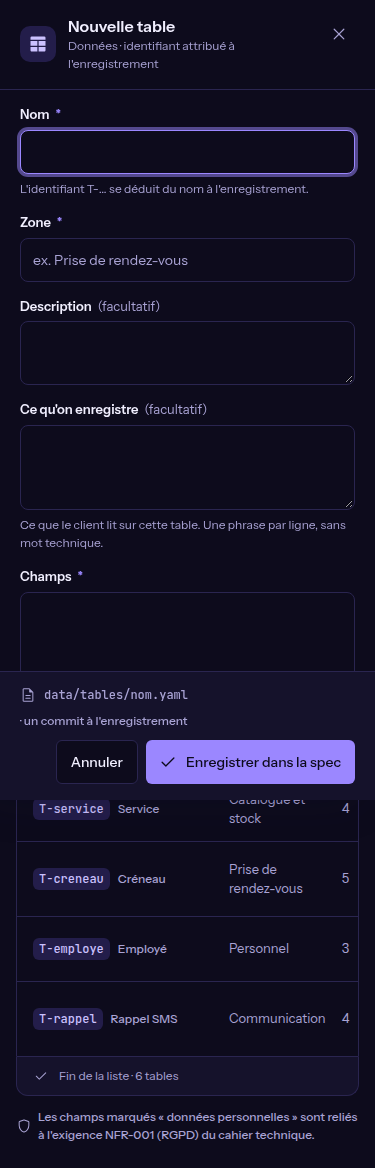 Nouvelle table
Données · identifiant attribué à
l'enregistrement
Nom *
L'identifiant T-… se déduit du nom à l'enregistrement.
Zone *
ex. Prise de rendez-vous
Description (facultatif)
Ce qu'on enregistre (facultatif)
Ce que le client lit sur cette table. Une phrase par ligne, sans
mot technique.
Champs *
data/tables/nom.yaml
· un commit à l'enregistrement
Annuler
Enregistrer dans la spec
T-service Service Catalogue et 4
stock
T-creneau Créneau Prise de 5
rendez-vous
T-employe Employé Personnel 3
T-rappel Rappel SMS Communication 4
Fin de la liste · 6 tables
Les champs marqués « données personnelles » sont reliés
à l'exigence NFR-001 (RGPD) du cahier technique.